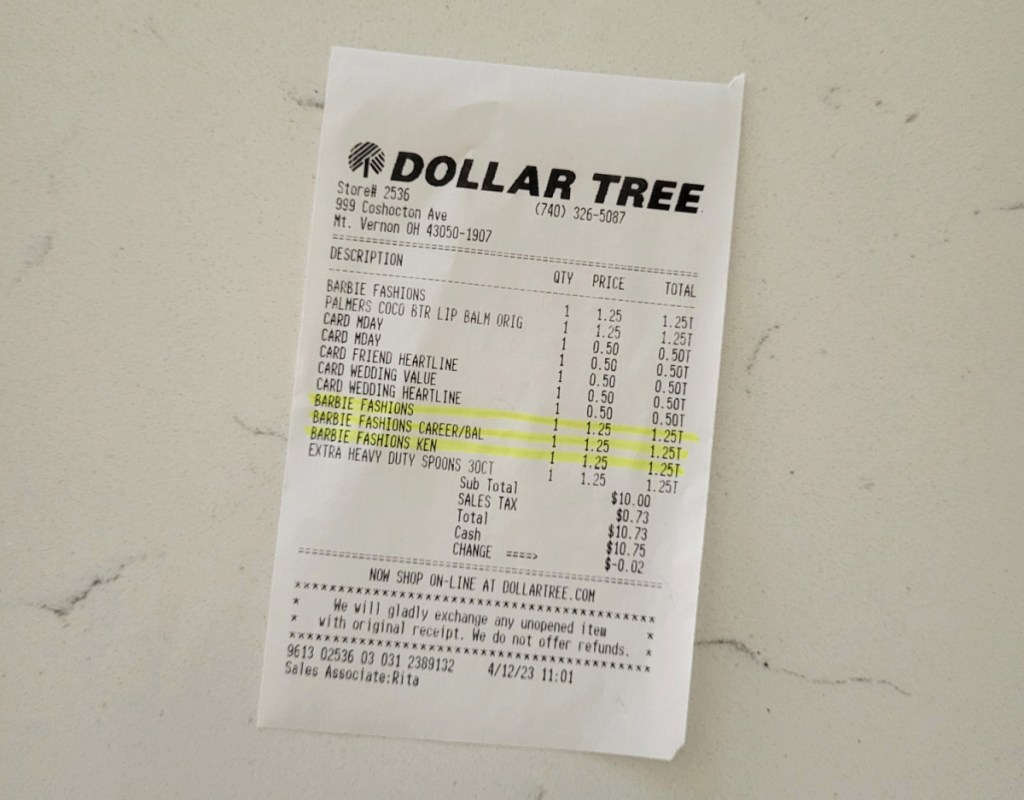 DOLLAR TREE
Store# 2536 (740) 326-5087
999 Coshocton Ave
Mt. Vernon OH 43050-1907
DESCRIPTION QTY PRICE TOTAL
BARBIE FASHIONS 1 1.25 1.25T
PALMERS COCO BTR LIP BALM ORIG 1 1.25 1.25T
CARD MDAY 1 0.50 0.50T
CARD MDAY 1 0.50 0.50T
CARD FRIEND HEARTLINE 1 0.50 0.50T
CARD WEDDING VALUE 1 0.50 0.50T
CARD WEDDING HEARTLINE 1 0.50 0.50T
BARBIE FASHIONS 1 1.25 1.25T
BARBIE FASHIONS CAREER/BAL 1 1.25 1.25T
BARBIE FASHIONS KEN 1 1.25 1.25T
EXTRA HEAVY DUTY SPOONS 30CT 1 1.25 1.25T
Sub Total $10.00
SALES TAX $0.73
Total $10.73
Cash $10.75
CHANGE ====> $-0.02
NOW SHOP ON-LINE AT DOLLARTREE.COM
* We will gladly exchange any unopened item *
* with original receipt. We do not offer refunds. *
9613 02536 03 031 2389132 4/12/23 11:01
Sales Associate:Rita